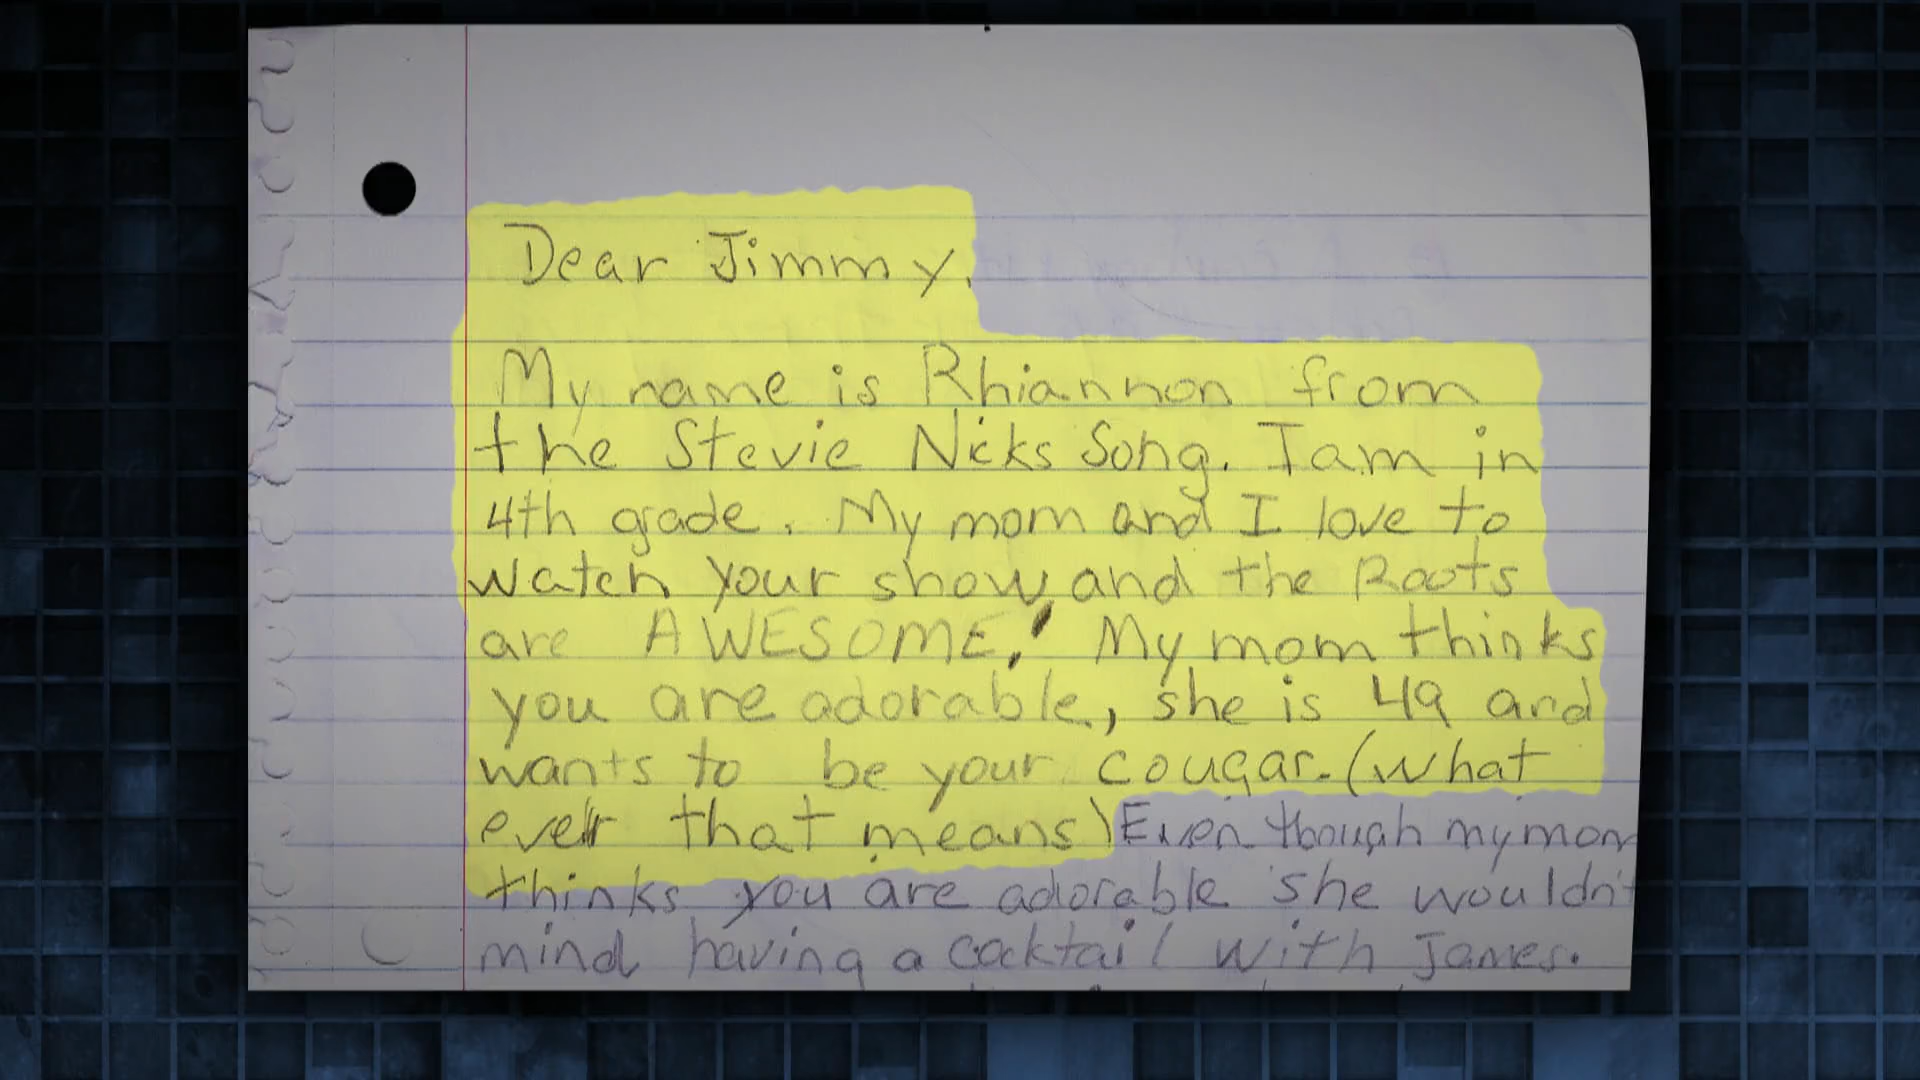 Dear Jimmy,
My name is Rhiannon from
the Stevie Nicks Song. I am in
4th grade. My mom and I love to
watch your show and the Roots
are AWESOME! My mom thinks
you are adorable, she is 49 and
wants to be your cougar. (what
ever that means) Even though my mom
thinks you are adorable she wouldn't
mind having a cocktail with James.